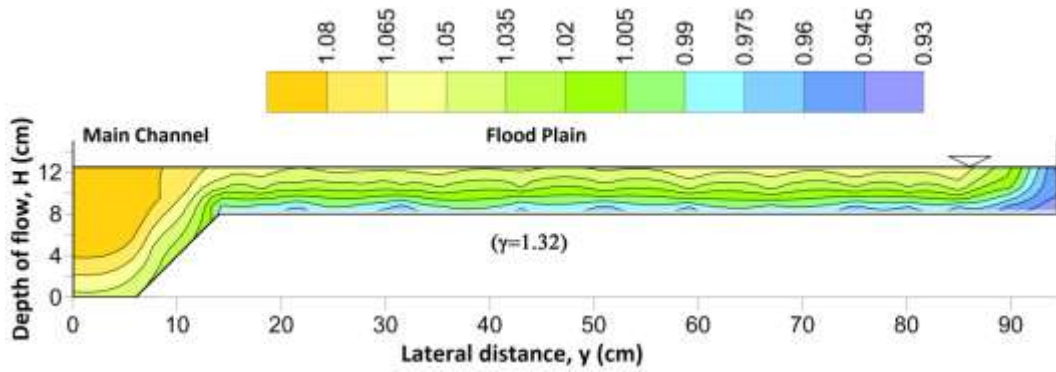 1.08 1.065 1.05 1.035 1.02 1.005 0.99 0.975 0.96 0.945 0.93
Main Channel Flood Plain
Depth of flow, H (cm)
12
8
4
0
(γ=1.32)
0 10 20 30 40 50 60 70 80 90
Lateral distance, y (cm)